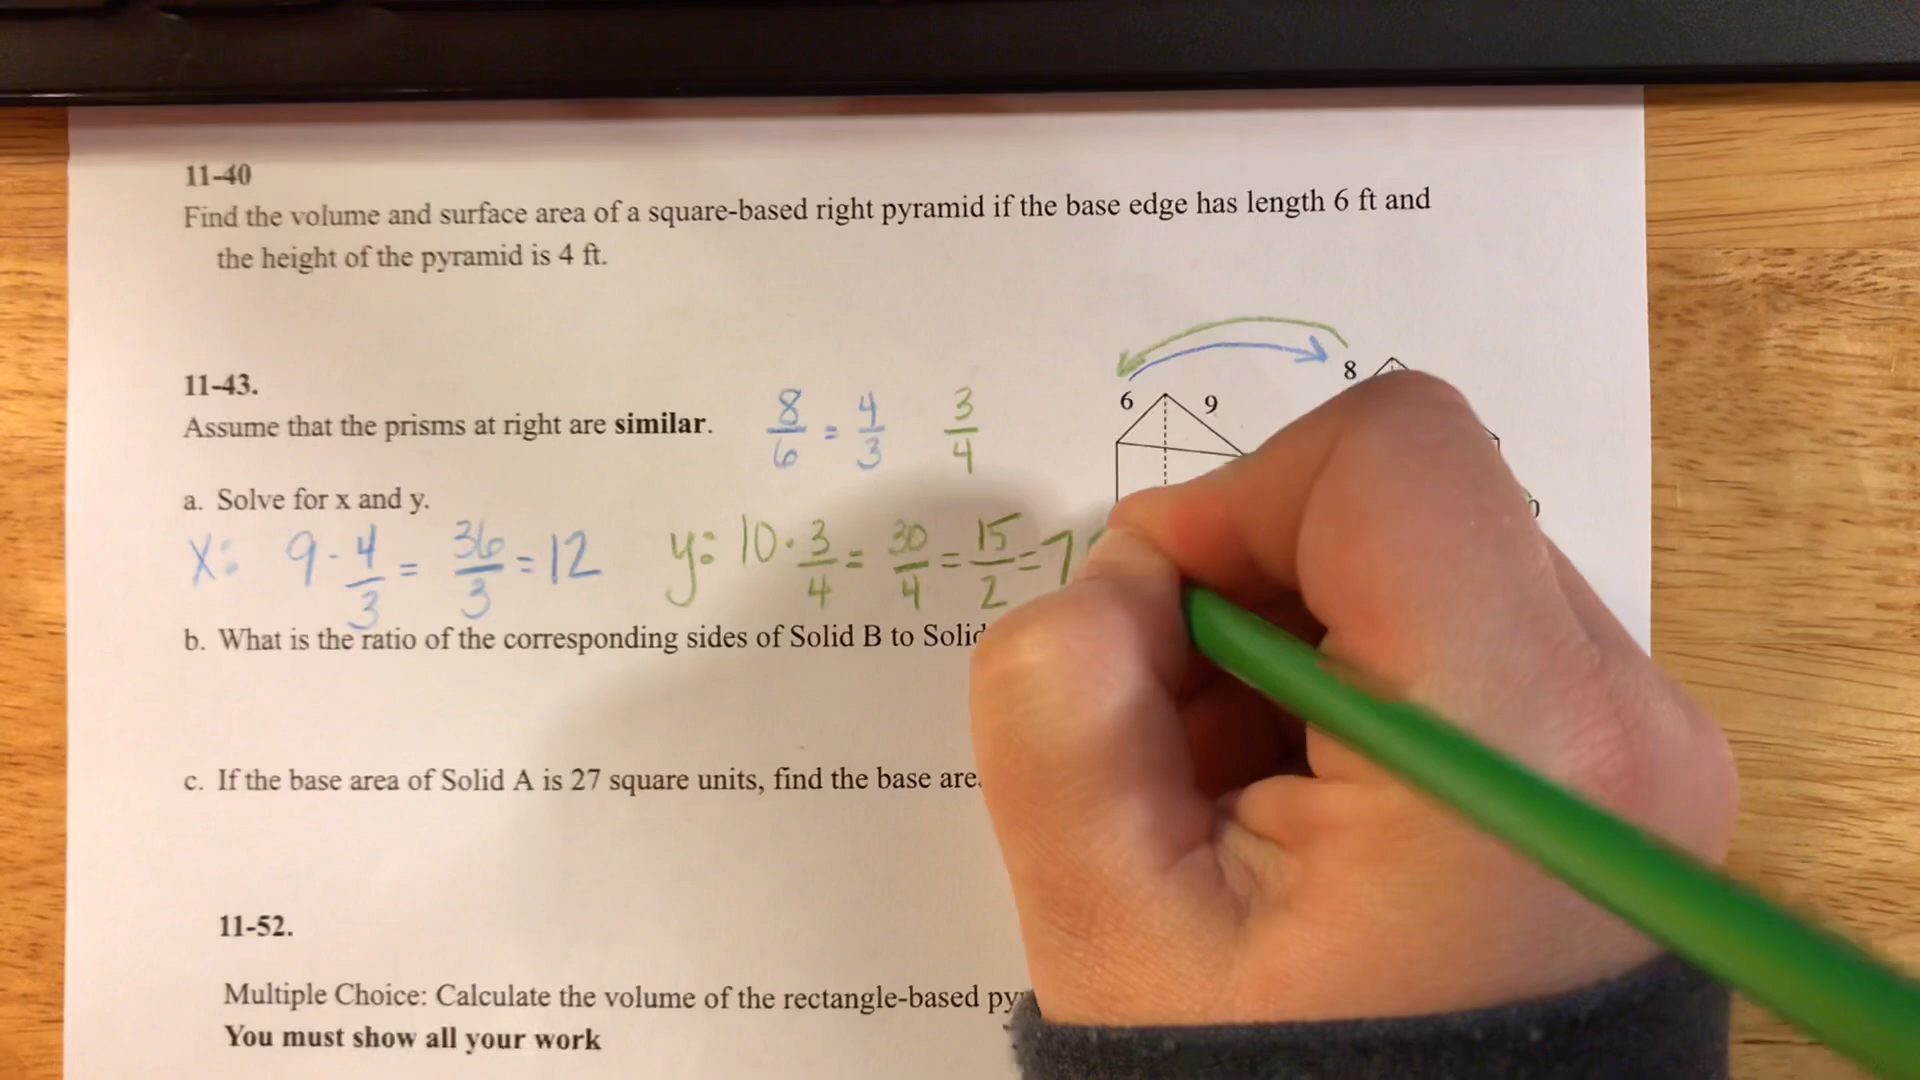 11-40
Find the volume and surface area of a square-based right pyramid if the base edge has length 6 ft and
the height of the pyramid is 4 ft.
11-43.
Assume that the prisms at right are similar.
8/6 = 4/3 3/4
6 9 8
a. Solve for x and y.
x: 9 · 4/3 = 36/3 = 12 y: 10 · 3/4 = 30/4 = 15/2 = 7
b. What is the ratio of the corresponding sides of Solid B to
c. If the base area of Solid A is 27 square units, find the base
11-52.
Multiple Choice: Calculate the volume of the rectangle-based
You must show all your work